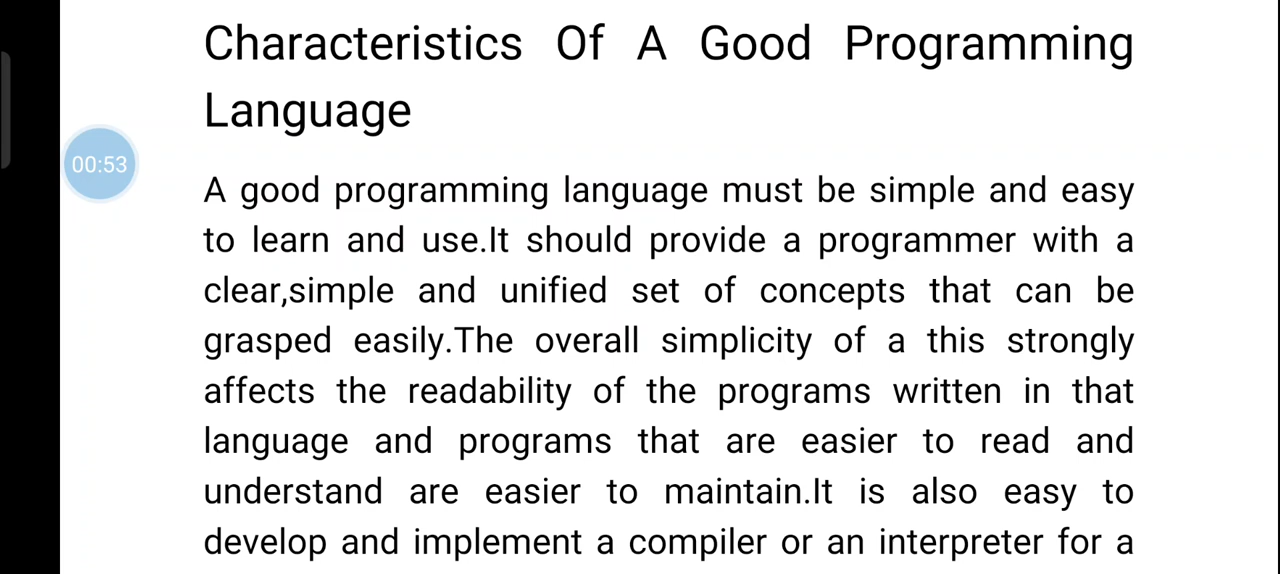 Characteristics Of A Good Programming
Language
00:53
A good programming language must be simple and easy
to learn and use.It should provide a programmer with a
clear,simple and unified set of concepts that can be
grasped easily.The overall simplicity of a this strongly
affects the readability of the programs written in that
language and programs that are easier to read and
understand are easier to maintain.It is also easy to
develop and implement a compiler or an interpreter for a